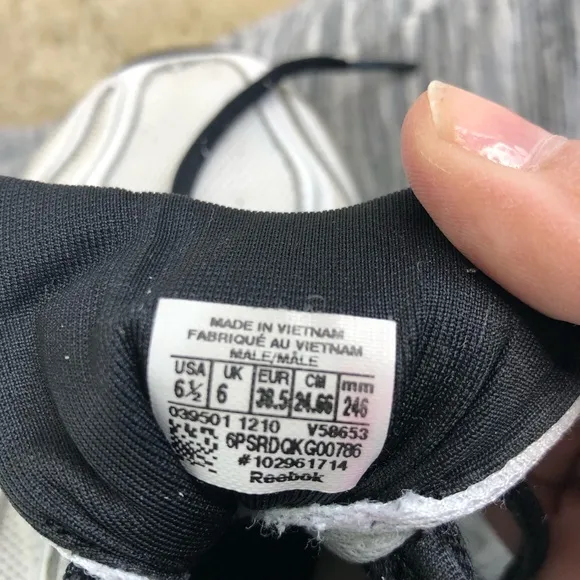 MADE IN VIETNAM
FABRIQUÉ AU VIETNAM
MALE/MÂLE
USA UK EUR CM mm
6½ 6 38.5 24.66 246
039501 1210 V58653
6PSRDQKG00786
#102961714
Reebok